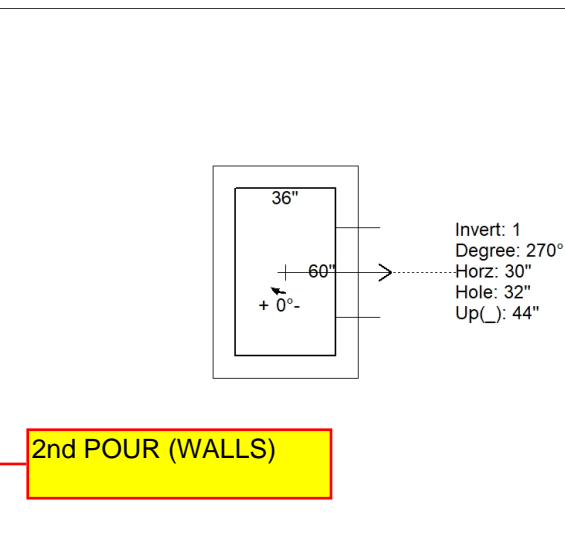 36"
60"
+ 0°-
Invert: 1
Degree: 270°
Horz: 30"
Hole: 32"
Up(_): 44"
2nd POUR (WALLS)